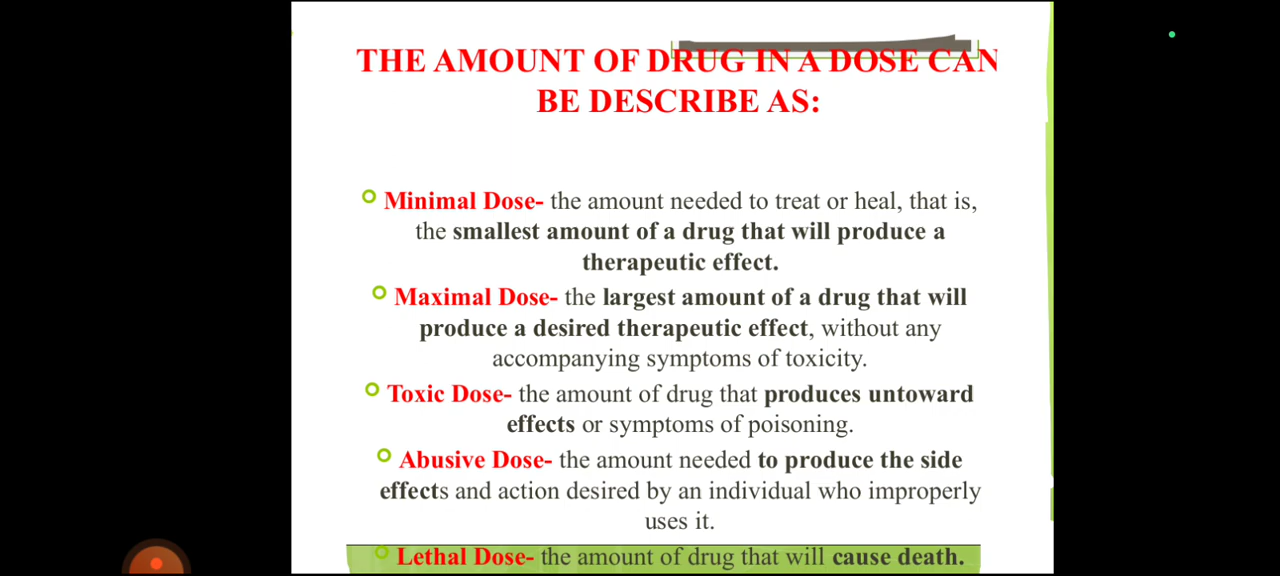 THE AMOUNT OF DRUG IN A DOSE CAN
BE DESCRIBE AS:
Minimal Dose- the amount needed to treat or heal, that is,
the smallest amount of a drug that will produce a
therapeutic effect.
Maximal Dose- the largest amount of a drug that will
produce a desired therapeutic effect, without any
accompanying symptoms of toxicity.
Toxic Dose- the amount of drug that produces untoward
effects or symptoms of poisoning.
Abusive Dose- the amount needed to produce the side
effects and action desired by an individual who improperly
uses it.
Lethal Dose- the amount of drug that will cause death.